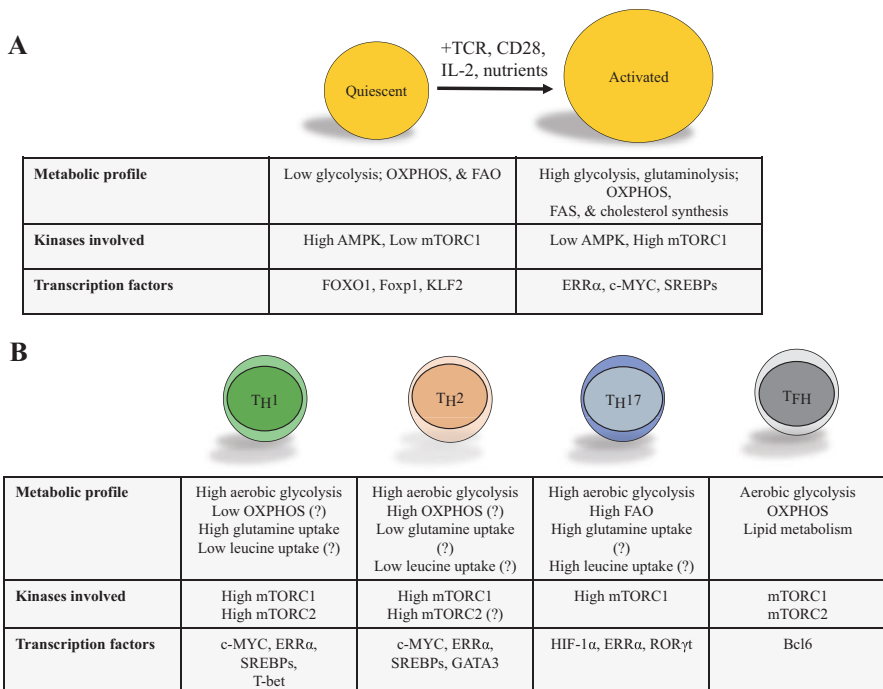 A
+TCR, CD28,
IL-2, nutrients
Quiescent
Activated
Metabolic profile
Low glycolysis; OXPHOS, & FAO
High glycolysis, glutaminolysis;
OXPHOS,
FAS, & cholesterol synthesis
Kinases involved
High AMPK, Low mTORC1
Low AMPK, High mTORC1
Transcription factors
FOXO1, Foxp1, KLF2
ERRα, c-MYC, SREBPs
B
TH1
TH2
TH17
TFH
Metabolic profile
High aerobic glycolysis
Low OXPHOS (?)
High glutamine uptake
Low leucine uptake (?)
High aerobic glycolysis
High OXPHOS (?)
Low glutamine uptake
(?)
Low leucine uptake (?)
High aerobic glycolysis
High FAO
High glutamine uptake
(?)
High leucine uptake (?)
Aerobic glycolysis
OXPHOS
Lipid metabolism
Kinases involved
High mTORC1
High mTORC2
High mTORC1
High mTORC2 (?)
High mTORC1
mTORC1
mTORC2
Transcription factors
c-MYC, ERRα,
SREBPs,
T-bet
c-MYC, ERRα,
SREBPs, GATA3
HIF-1α, ERRα, RORγt
Bcl6